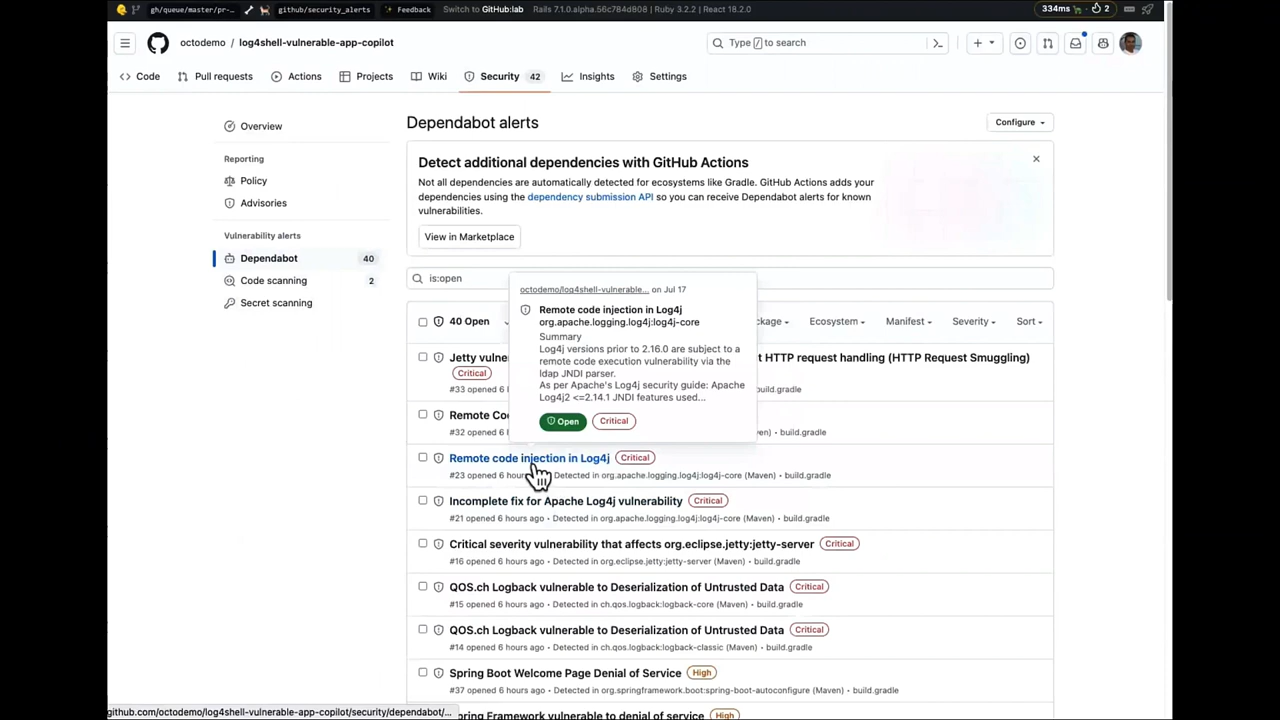 gh/queue/master/pr-... github/security_alerts Feedback Switch to GitHub:lab Rails 7.1.0.alpha.56c784d808 | Ruby 3.2.2 | React 18.2.0 334ms 2
octodemo / log4shell-vulnerable-app-copilot Type / to search
Code Pull requests Actions Projects Wiki Security 42 Insights Settings
Overview
Reporting
Policy
Advisories
Vulnerability alerts
Dependabot 40
Code scanning 2
Secret scanning
Dependabot alerts Configure
Detect additional dependencies with GitHub Actions
Not all dependencies are automatically detected for ecosystems like Gradle. GitHub Actions adds your
dependencies using the dependency submission API so you can receive Dependabot alerts for known
vulnerabilities.
View in Marketplace
is:open
octodemo/log4shell-vulnerable... on Jul 17
Remote code injection in Log4j
org.apache.logging.log4j:log4j-core
Summary
Log4j versions prior to 2.16.0 are subject to a
remote code execution vulnerability via the
ldap JNDI parser.
As per Apache's Log4j security guide: Apache
Log4j2 <=2.14.1 JNDI features used...
Open Critical
40 Open ckage Ecosystem Manifest Severity Sort
Jetty vulne t HTTP request handling (HTTP Request Smuggling)
Critical
#33 opened 6 build.gradle
Remote Co
#32 opened 6 ven) • build.gradle
Remote code injection in Log4j Critical
#23 opened 6 hours Detected in org.apache.logging.log4j:log4j-core (Maven) • build.gradle
Incomplete fix for Apache Log4j vulnerability Critical
#21 opened 6 hours ago • Detected in org.apache.logging.log4j:log4j-core (Maven) • build.gradle
Critical severity vulnerability that affects org.eclipse.jetty:jetty-server Critical
#16 opened 6 hours ago • Detected in org.eclipse.jetty:jetty-server (Maven) • build.gradle
QOS.ch Logback vulnerable to Deserialization of Untrusted Data Critical
#15 opened 6 hours ago • Detected in ch.qos.logback:logback-core (Maven) • build.gradle
QOS.ch Logback vulnerable to Deserialization of Untrusted Data Critical
#14 opened 6 hours ago • Detected in ch.qos.logback:logback-classic (Maven) • build.gradle
Spring Boot Welcome Page Denial of Service High
#37 opened 6 hours ago • Detected in org.springframework.boot:spring-boot-autoconfigure (Maven) • build.gradle
pring Framework vulnerable to denial of service High
github.com/octodemo/log4shell-vulnerable-app-copilot/security/dependabot/...